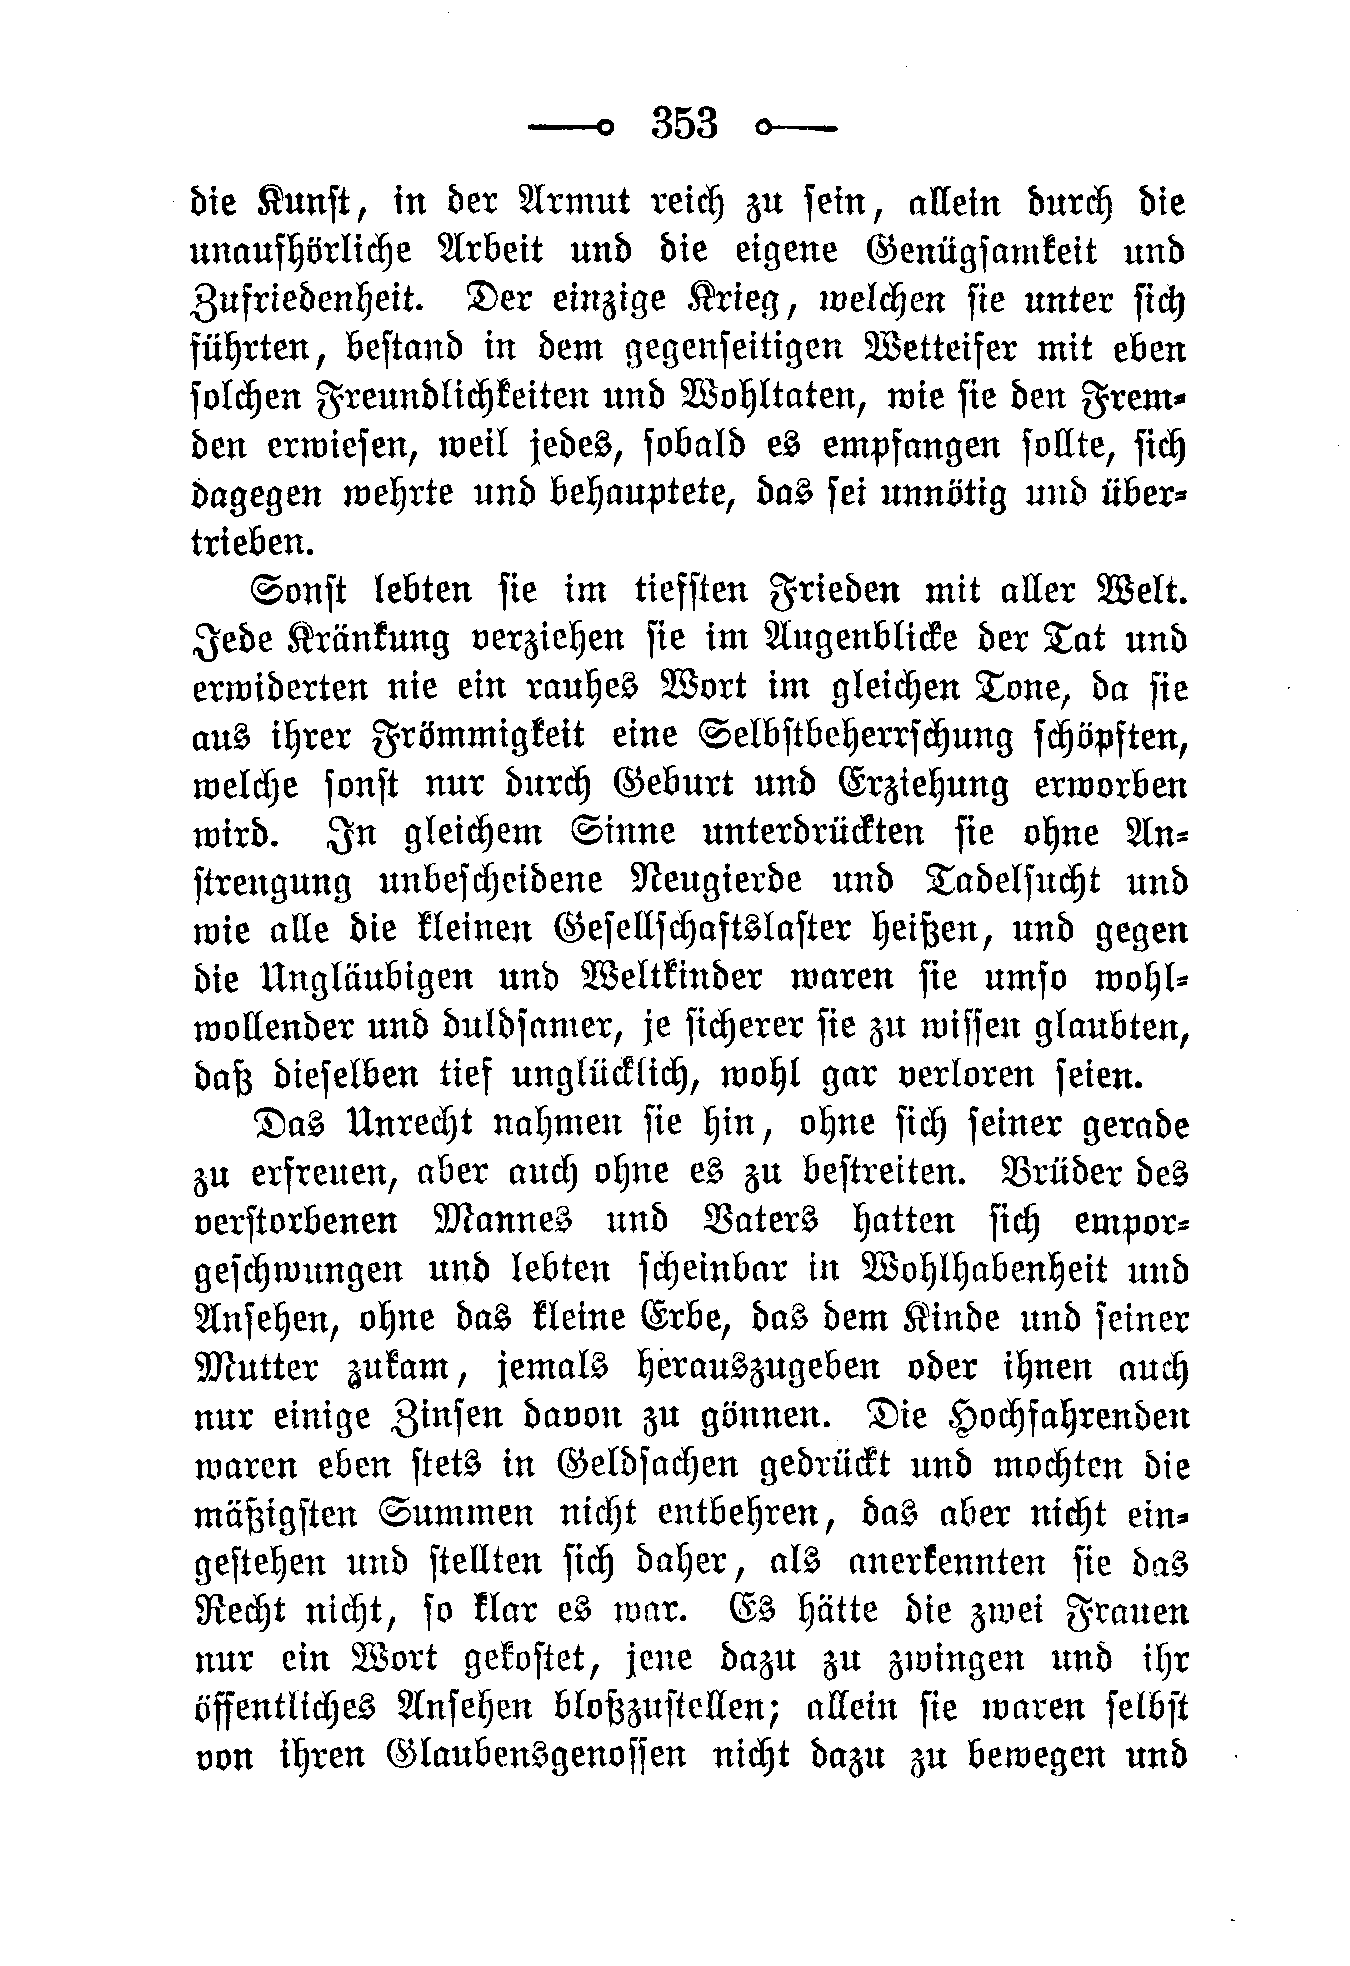 353
die Kunst, in der Armut reich zu sein, allein durch die
unaufhörliche Arbeit und die eigene Genügsamkeit und
Zufriedenheit. Der einzige Krieg, welchen sie unter sich
führten, bestand in dem gegenseitigen Wetteifer mit eben
solchen Freundlichkeiten und Wohltaten, wie sie den Frem-
den erwiesen, weil jedes, sobald es empfangen sollte, sich
dagegen wehrte und behauptete, das sei unnötig und über-
trieben.
Sonst lebten sie im tiefsten Frieden mit aller Welt.
Jede Kränkung verziehen sie im Augenblicke der Tat und
erwiderten nie ein rauhes Wort im gleichen Tone, da sie
aus ihrer Frömmigkeit eine Selbstbeherrschung schöpften,
welche sonst nur durch Geburt und Erziehung erworben
wird. In gleichem Sinne unterdrückten sie ohne An-
strengung unbescheidene Neugierde und Tadelsucht und
wie alle die kleinen Gesellschaftslaster heißen, und gegen
die Ungläubigen und Weltkinder waren sie umso wohl-
wollender und duldsamer, je sicherer sie zu wissen glaubten,
daß dieselben tief unglücklich, wohl gar verloren seien.
Das Unrecht nahmen sie hin, ohne sich seiner gerade
zu erfreuen, aber auch ohne es zu bestreiten. Brüder des
verstorbenen Mannes und Vaters hatten sich empor-
geschwungen und lebten scheinbar in Wohlhabenheit und
Ansehen, ohne das kleine Erbe, das dem Kinde und seiner
Mutter zukam, jemals herauszugeben oder ihnen auch
nur einige Zinsen davon zu gönnen. Die Hochfahrenden
waren eben stets in Geldsachen gedrückt und mochten die
mäßigsten Summen nicht entbehren, das aber nicht ein-
gestehen und stellten sich daher, als anerkennten sie das
Recht nicht, so klar es war. Es hätte die zwei Frauen
nur ein Wort gekostet, jene dazu zu zwingen und ihr
öffentliches Ansehen bloßzustellen; allein sie waren selbst
von ihren Glaubensgenossen nicht dazu zu bewegen und